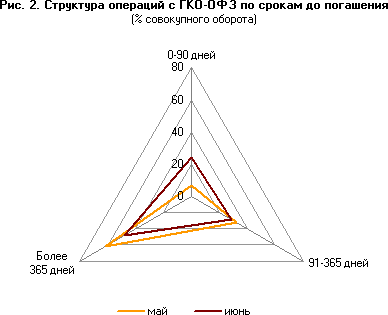 Рис. 2. Структура операций с ГКО-ОФЗ по срокам до погашения
(% совокупного оборота)
0-90 дней
80
60
40
20
0
Более
365 дней
91-365 дней
май
июнь